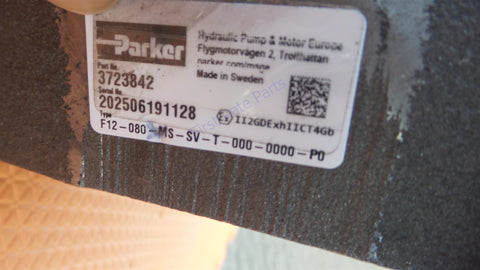 Parker
Hydraulic Pump & Motor Europe
Flygmotorvägen 2, Trollhättan
parker.com/msge
Made in Sweden
Part No.
3723842
Serial No.
202506191128
II2GDExhIICT4Gb
Type
F12-080-MS-SV-T-000-0000-P0